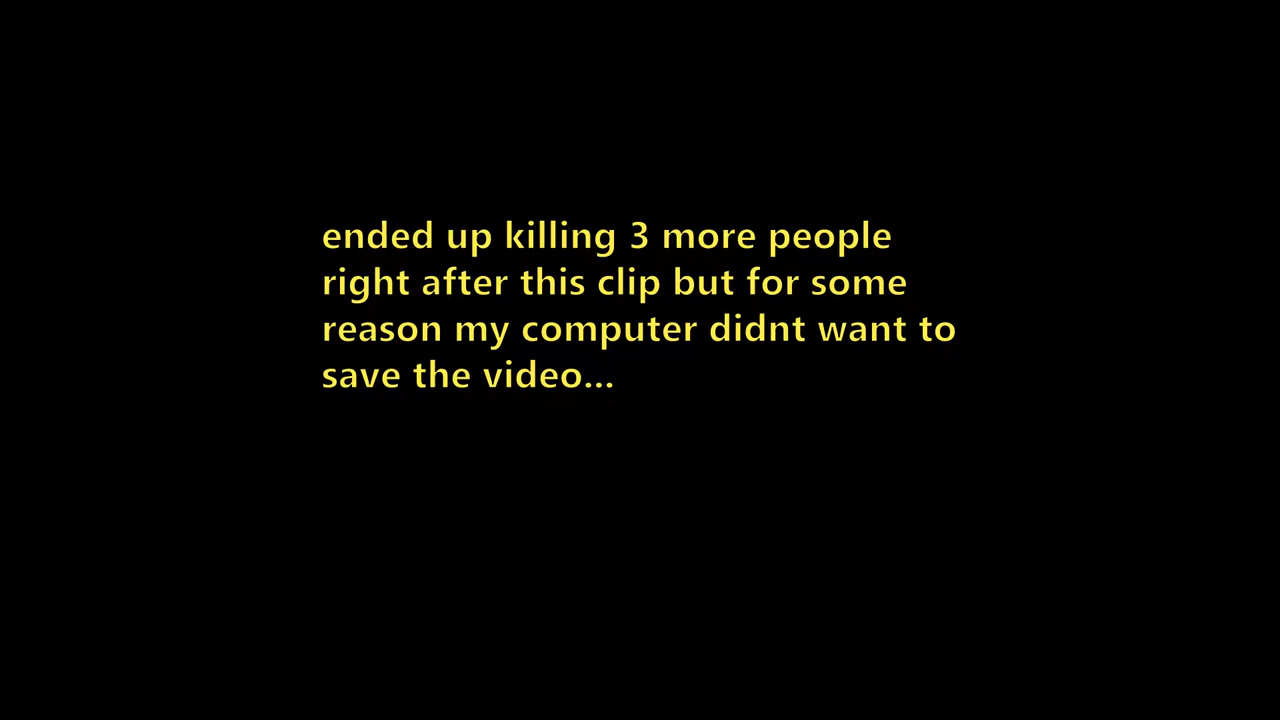 ended up killing 3 more people
right after this clip but for some
reason my computer didnt want to
save the video...